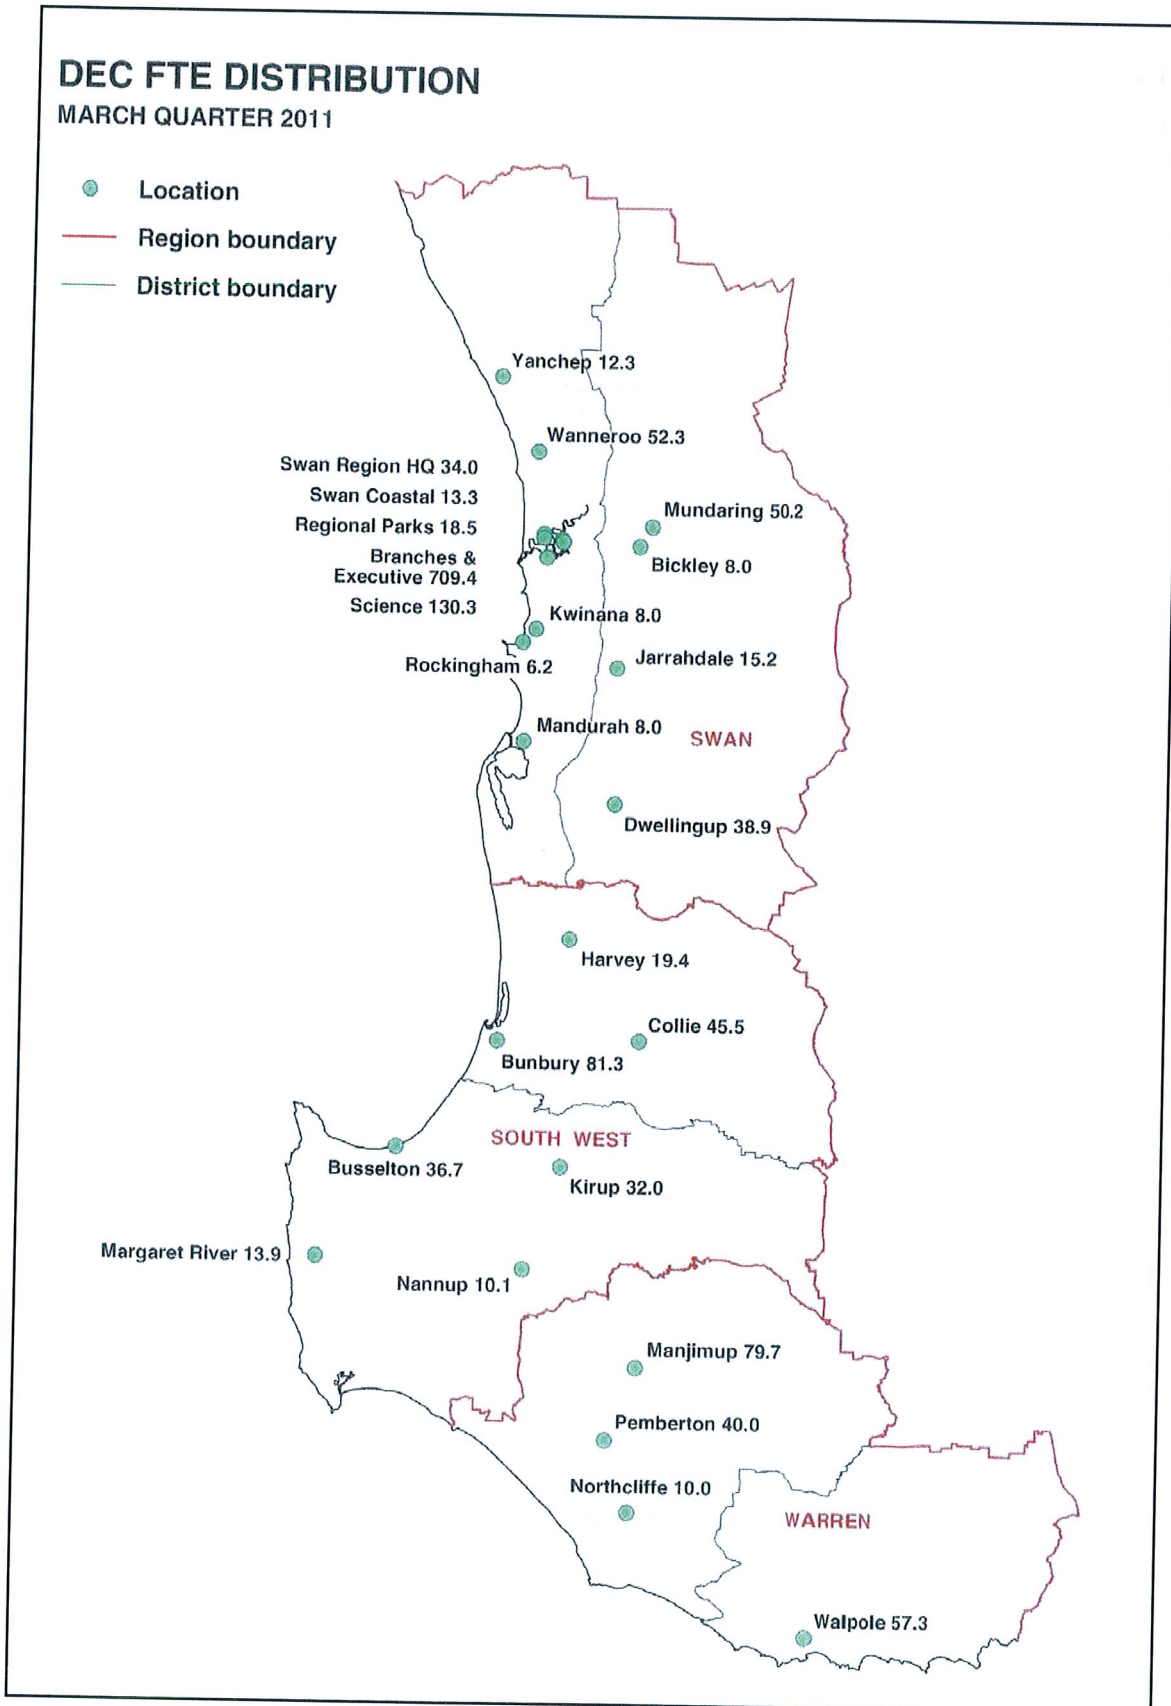 DEC FTE DISTRIBUTION
MARCH QUARTER 2011
Location
Region boundary
District boundary
Yanchep 12.3
Wanneroo 52.3
Swan Region HQ 34.0
Swan Coastal 13.3
Regional Parks 18.5
Branches &
Executive 709.4
Science 130.3
Mundaring 50.2
Bickley 8.0
Kwinana 8.0
Rockingham 6.2
Jarrahdale 15.2
Mandurah 8.0
SWAN
Dwellingup 38.9
Harvey 19.4
Collie 45.5
Bunbury 81.3
SOUTH WEST
Busselton 36.7
Kirup 32.0
Margaret River 13.9
Nannup 10.1
Manjimup 79.7
Pemberton 40.0
Northcliffe 10.0
WARREN
Walpole 57.3